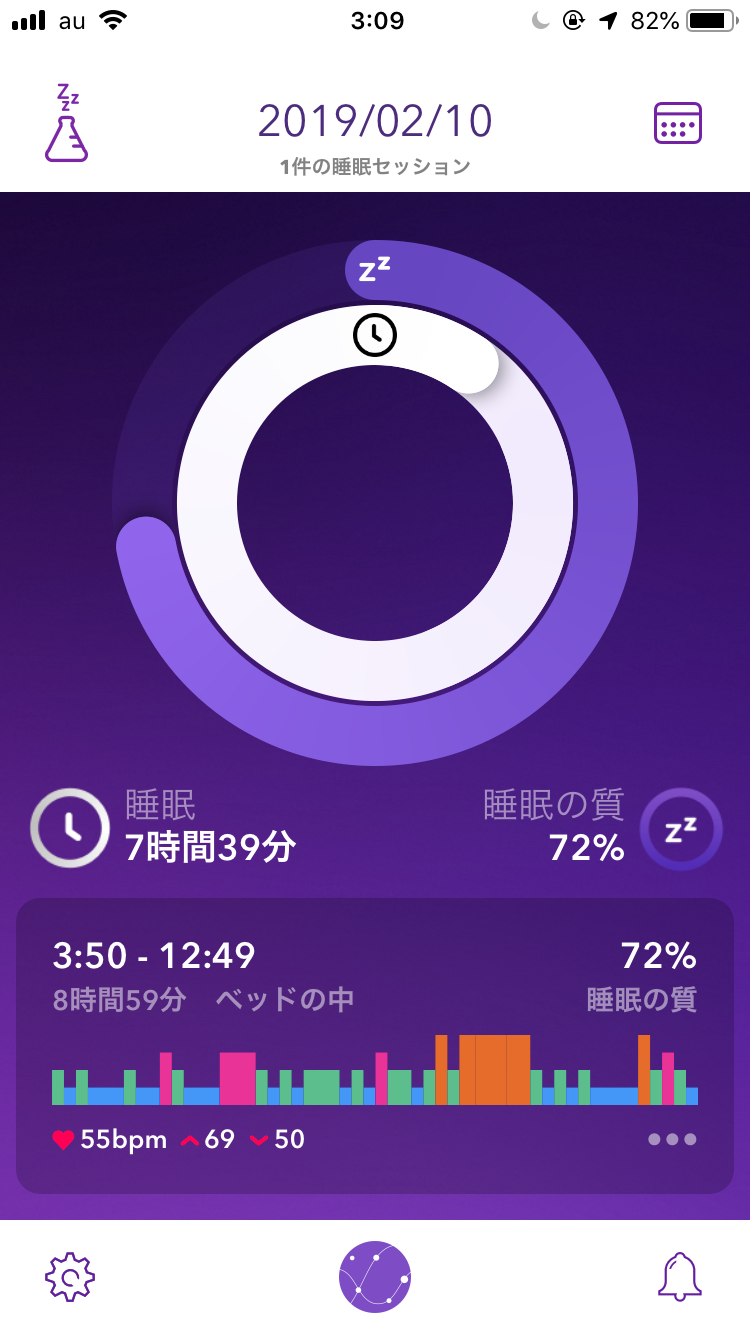 au 3:09 82%
zzz
2019/02/10
1件の睡眠セッション
zz
睡眠
7時間39分
睡眠の質
72%
zz
3:50 - 12:49
72%
8時間59分 ベッドの中
睡眠の質
55bpm 69 50